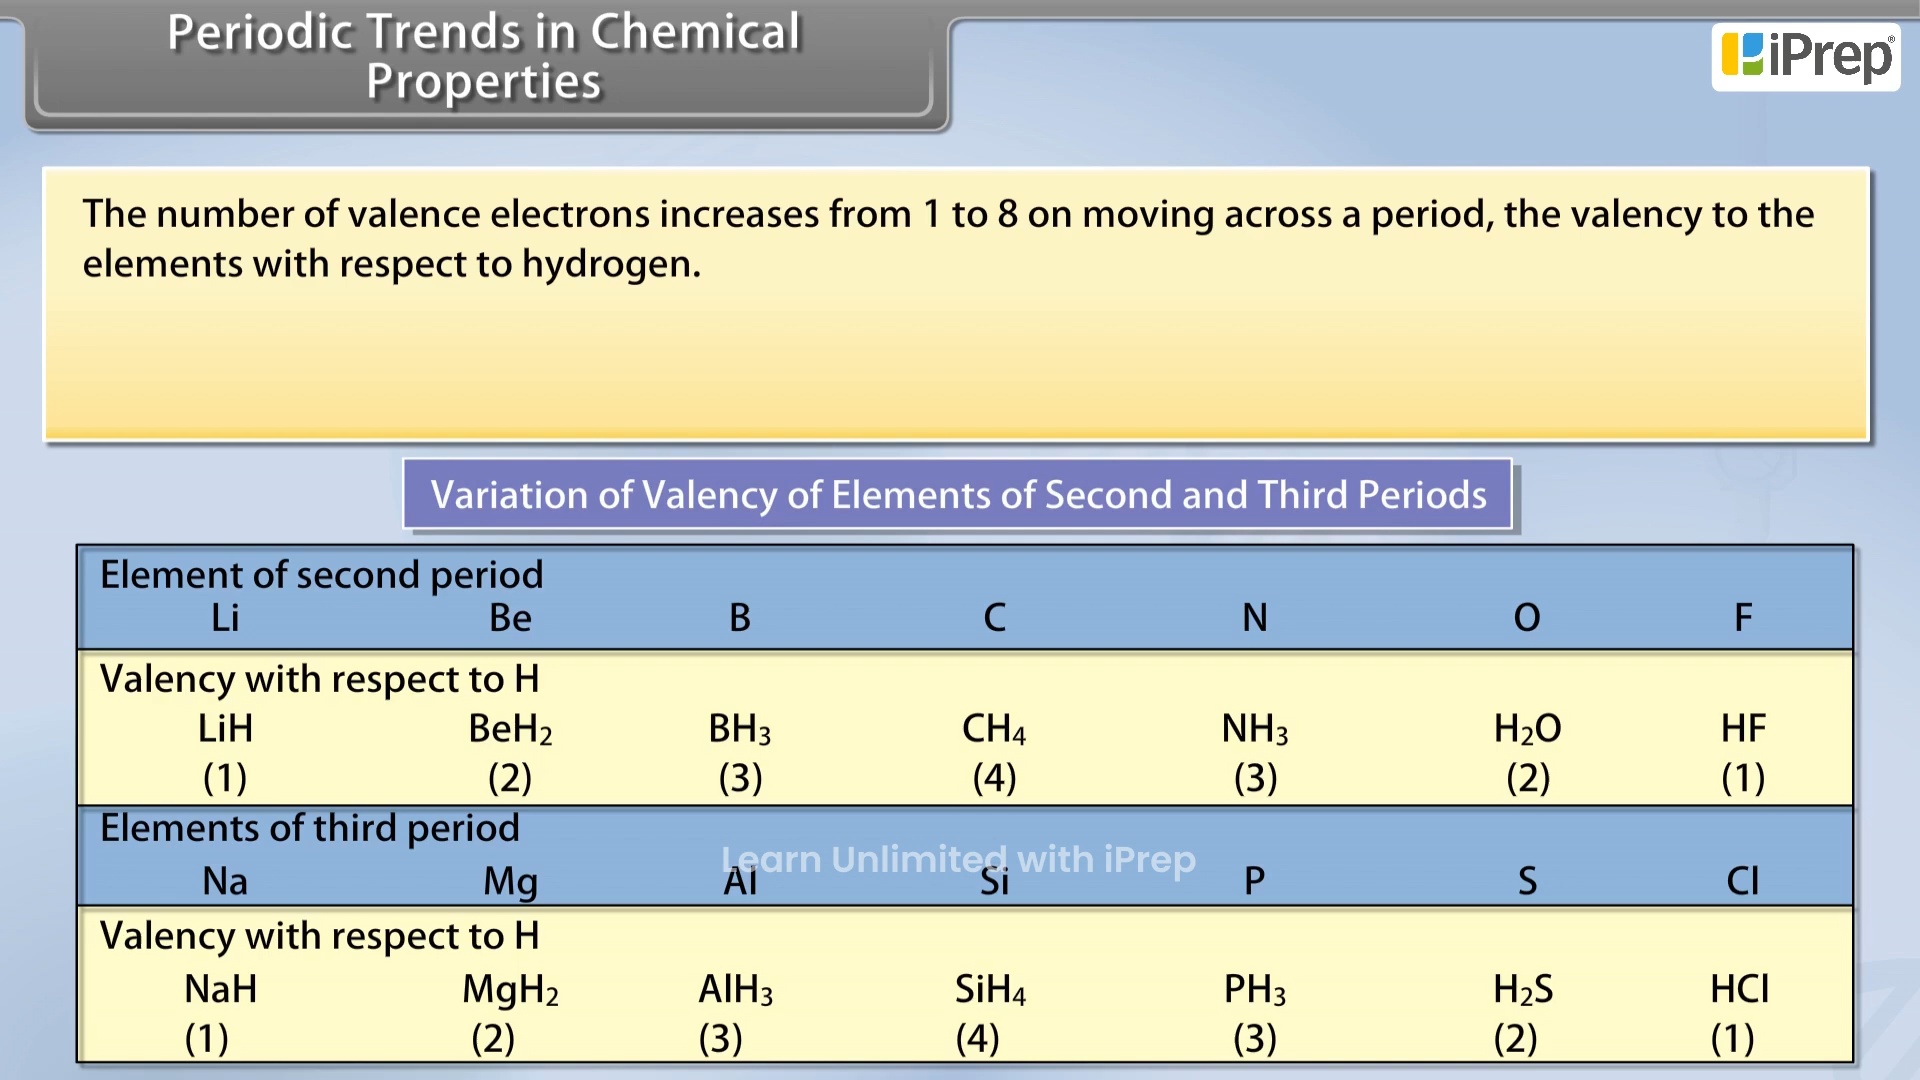 Periodic Trends in Chemical
Properties
iPrep®
The number of valence electrons increases from 1 to 8 on moving across a period, the valency to the
elements with respect to hydrogen.
Variation of Valency of Elements of Second and Third Periods
Element of second period
Li Be B C N O F
Valency with respect to H
LiH BeH₂ BH₃ CH₄ NH₃ H₂O HF
(1) (2) (3) (4) (3) (2) (1)
Elements of third period
Learn Unlimited with iPrep
Na Mg Al Si P S Cl
Valency with respect to H
NaH MgH₂ AlH₃ SiH₄ PH₃ H₂S HCl
(1) (2) (3) (4) (3) (2) (1)